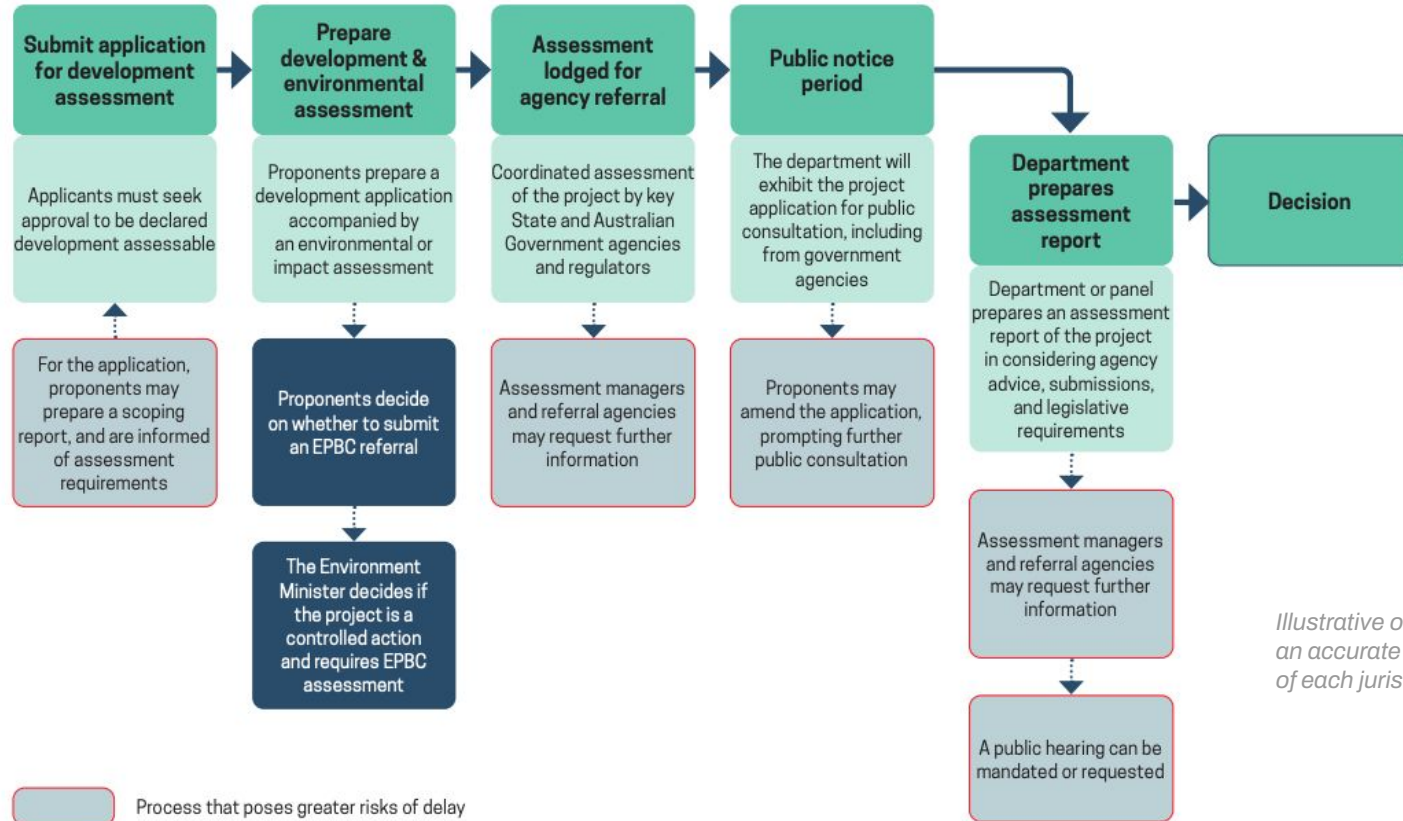 Submit application
for development
assessment
Applicants must seek
approval to be declared
development assessable
For the application,
proponents may
prepare a scoping
report, and are informed
of assessment
requirements
Prepare
development &
environmental
assessment
Proponents prepare a
development application
accompanied by
an environmental or
impact assessment
Proponents decide
on whether to submit
an EPBC referral
The Environment
Minister decides if
the project is a
controlled action
and requires EPBC
assessment
Assessment
lodged for
agency referral
Coordinated assessment
of the project by key
State and Australian
Government agencies
and regulators
Assessment managers
and referral agencies
may request further
information
Public notice
period
The department will
exhibit the project
application for public
consultation, including
from government
agencies
Proponents may
amend the application,
prompting further
public consultation
Department
prepares
assessment
report
Department or panel
prepares an assessment
report of the project
in considering agency
advice, submissions,
and legislative
requirements
Assessment managers
and referral agencies
may request further
information
A public hearing can be
mandated or requested
Decision
Illustrative
an accurate
of each
Process that poses greater risks of delay